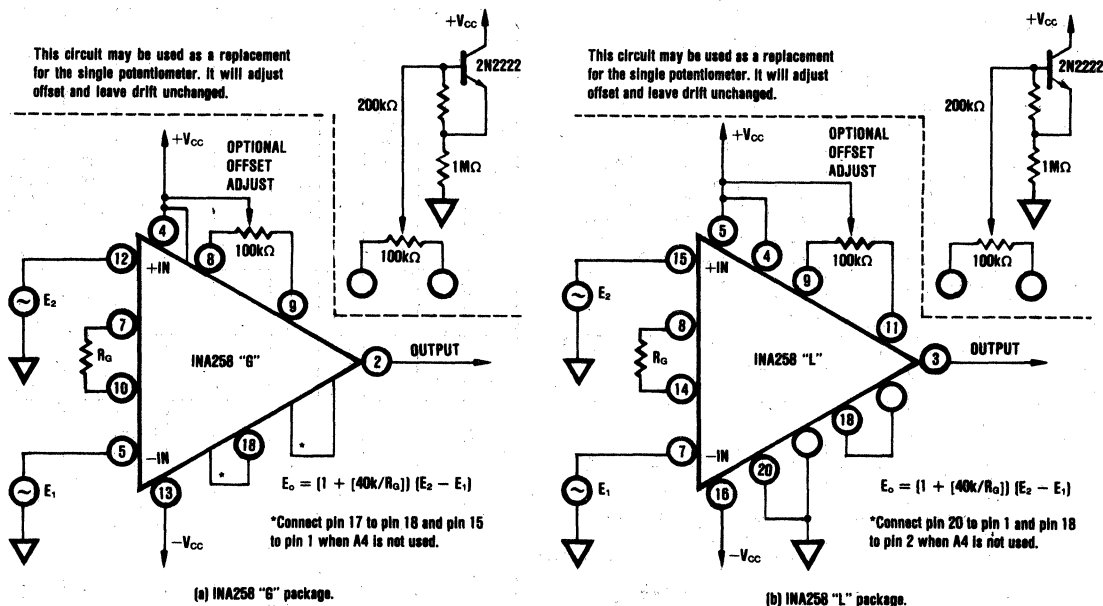 This circuit may be used as a replacement
for the single potentiometer. It will adjust
offset and leave drift unchanged.
+VCC
2N2222
200kΩ
1MΩ
100kΩ
+VCC
OPTIONAL
OFFSET
ADJUST
100kΩ
4
8
9
12
+IN
E2
7
RG
10
INA258 "G"
2
OUTPUT
5
-IN
E1
13
18
*
*
-VCC
Eo = (1 + [40k/RG]) (E2 − E1)
*Connect pin 17 to pin 18 and pin 15
to pin 1 when A4 is not used.
(a) INA258 "G" package.
This circuit may be used as a replacement
for the single potentiometer. It will adjust
offset and leave drift unchanged.
+VCC
2N2222
200kΩ
1MΩ
100kΩ
+VCC
OPTIONAL
OFFSET
ADJUST
100kΩ
5
4
9
11
15
+IN
E2
8
RG
14
INA258 "L"
3
OUTPUT
7
-IN
E1
16
20
18
-VCC
Eo = (1 + [40k/RG]) (E2 − E1)
*Connect pin 20 to pin 1 and pin 18
to pin 2 when A4 is not used.
(b) INA258 "L" package.